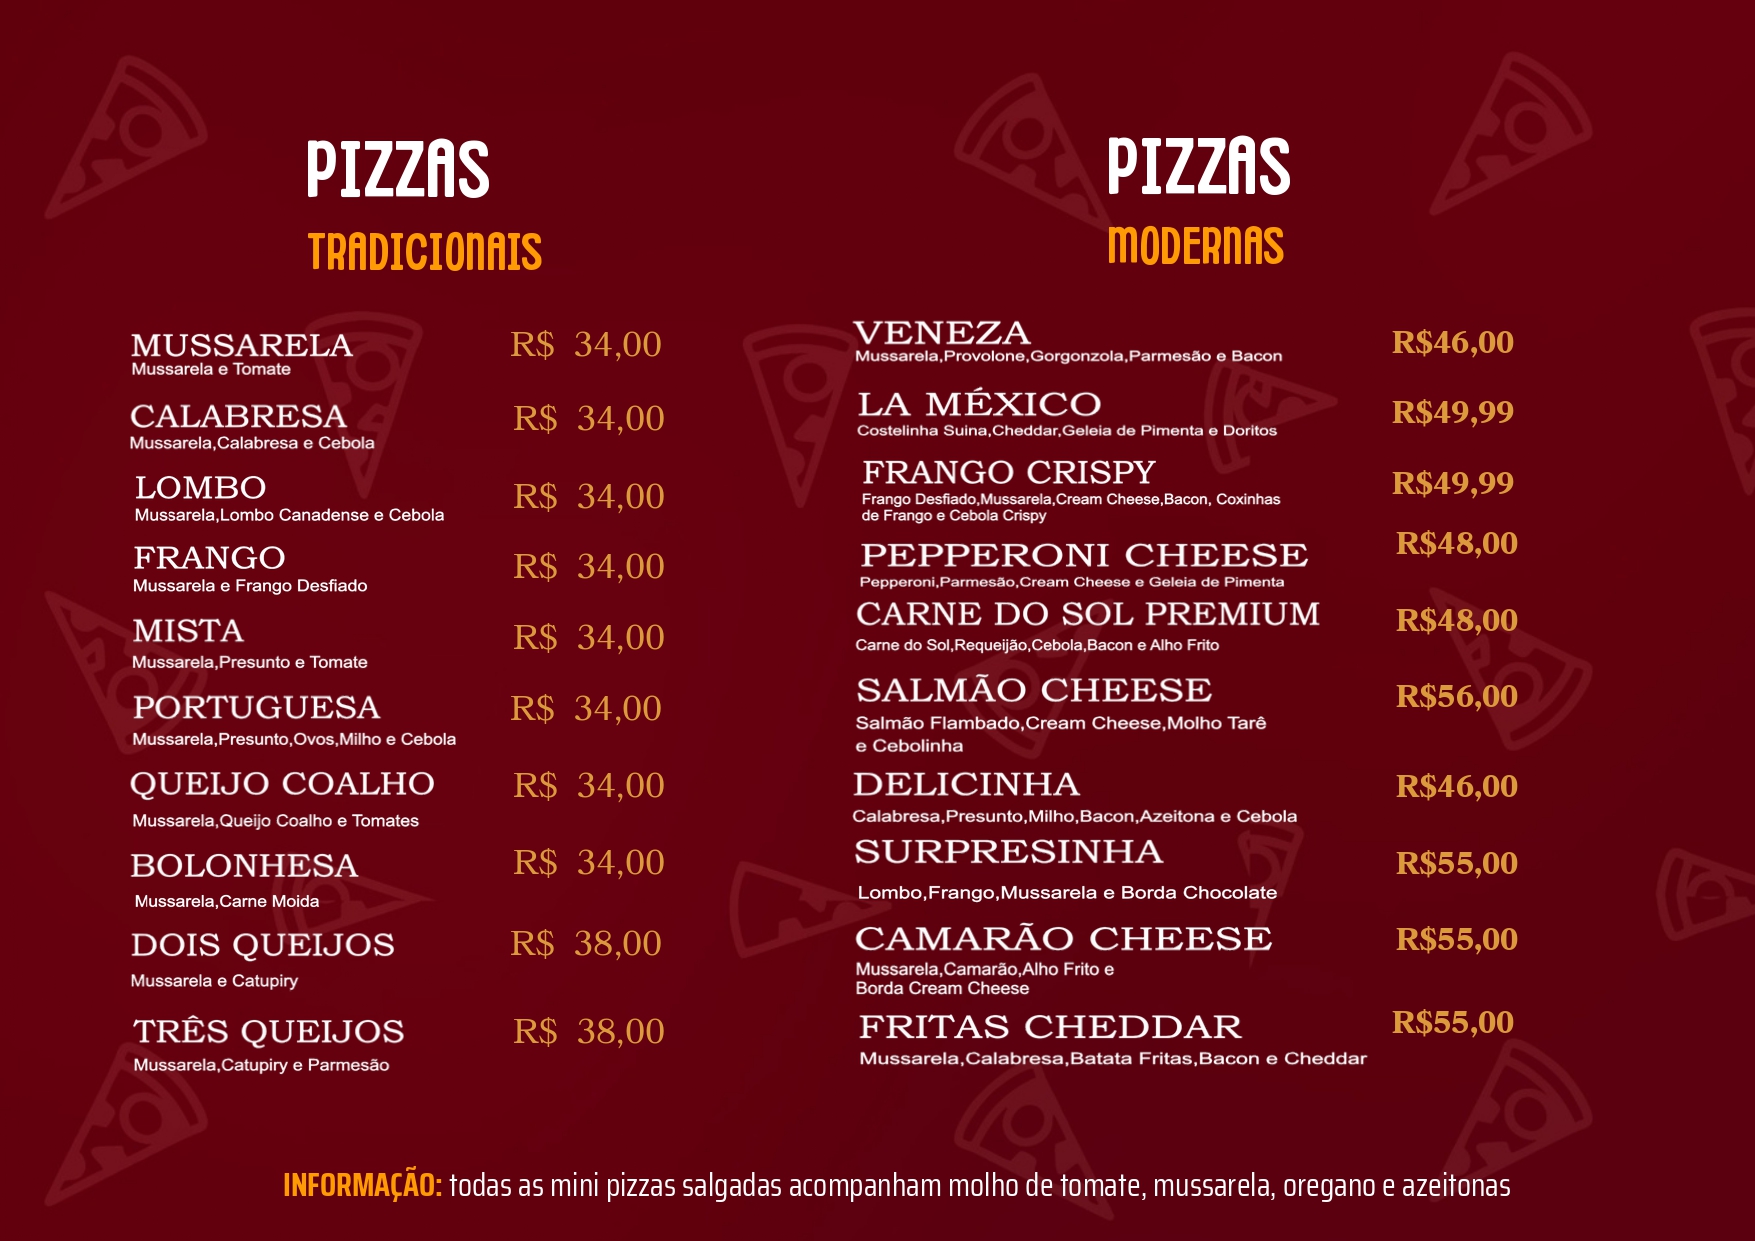 PIZZAS
TRADICIONAIS
MUSSARELA R$ 34,00
Mussarela e Tomate
CALABRESA R$ 34,00
Mussarela,Calabresa e Cebola
LOMBO R$ 34,00
Mussarela,Lombo Canadense e Cebola
FRANGO R$ 34,00
Mussarela e Frango Desfiado
MISTA R$ 34,00
Mussarela,Presunto e Tomate
PORTUGUESA R$ 34,00
Mussarela,Presunto,Ovos,Milho e Cebola
QUEIJO COALHO R$ 34,00
Mussarela,Queijo Coalho e Tomates
BOLONHESA R$ 34,00
Mussarela,Carne Moida
DOIS QUEIJOS R$ 38,00
Mussarela e Catupiry
TRÊS QUEIJOS R$ 38,00
Mussarela,Catupiry e Parmesão
PIZZAS
MODERNAS
VENEZA R$46,00
Mussarela,Provolone,Gorgonzola,Parmesão e Bacon
LA MÉXICO R$49,99
Costelinha Suina,Cheddar,Geleia de Pimenta e Doritos
FRANGO CRISPY R$49,99
Frango Desfiado,Mussarela,Cream Cheese,Bacon, Coxinhas
de Frango e Cebola Crispy
PEPPERONI CHEESE R$48,00
Pepperoni,Parmesão,Cream Cheese e Geleia de Pimenta
CARNE DO SOL PREMIUM R$48,00
Carne do Sol,Requeijão,Cebola,Bacon e Alho Frito
SALMÃO CHEESE R$56,00
Salmão Flambado,Cream Cheese,Molho Tarê
e Cebolinha
DELICINHA R$46,00
Calabresa,Presunto,Milho,Bacon,Azeitona e Cebola
SURPRESINHA R$55,00
Lombo,Frango,Mussarela e Borda Chocolate
CAMARÃO CHEESE R$55,00
Mussarela,Camarão,Alho Frito e
Borda Cream Cheese
FRITAS CHEDDAR R$55,00
Mussarela,Calabresa,Batata Fritas,Bacon e Cheddar
INFORMAÇÃO: todas as mini pizzas salgadas acompanham molho de tomate, mussarela, oregano e azeitonas